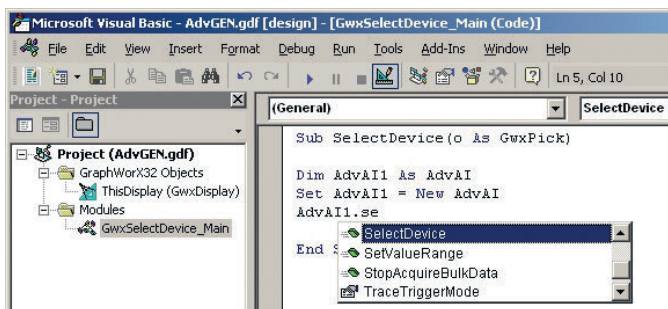 Microsoft Visual Basic - AdvGEN.gdf [design] - [GwxSelectDevice_Main (Code)]
File Edit View Insert Format Debug Run Tools Add-Ins Window Help
Ln 5, Col 10
Project - Project
(General)
SelectDevice
Project (AdvGEN.gdf)
GraphWorX32 Objects
ThisDisplay (GwxDisplay)
Modules
GwxSelectDevice_Main
Sub SelectDevice(o As GwxPick)
Dim AdvAI1 As AdvAI
Set AdvAI1 = New AdvAI
AdvAI1.se
SelectDevice
SetValueRange
StopAcquireBulkData
TraceTriggerMode
End S